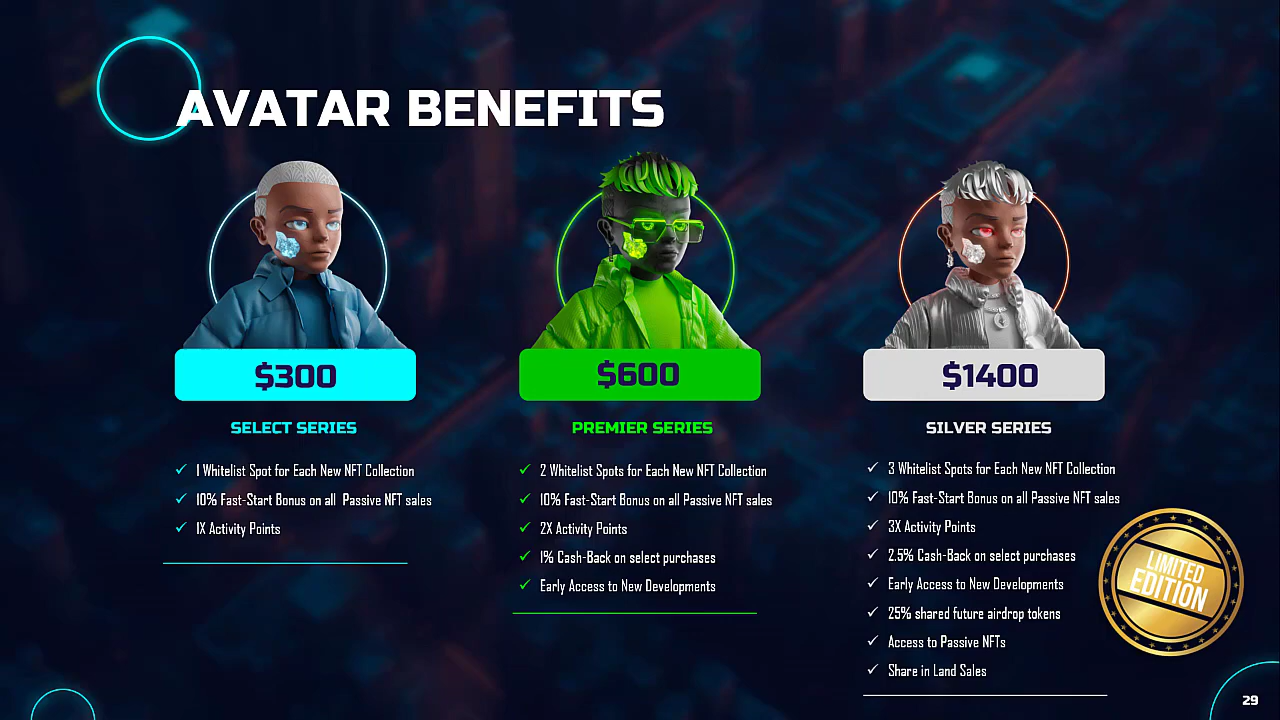 AVATAR BENEFITS
$300
SELECT SERIES
1 Whitelist Spot for Each New NFT Collection
10% Fast-Start Bonus on all Passive NFT sales
1X Activity Points
$600
PREMIER SERIES
2 Whitelist Spots for Each New NFT Collection
10% Fast-Start Bonus on all Passive NFT sales
2X Activity Points
1% Cash-Back on select purchases
Early Access to New Developments
$1400
SILVER SERIES
3 Whitelist Spots for Each New NFT Collection
10% Fast-Start Bonus on all Passive NFT sales
3X Activity Points
2.5% Cash-Back on select purchases
Early Access to New Developments
25% shared future airdrop tokens
Access to Passive NFTs
Share in Land Sales
LIMITED
EDITION
29